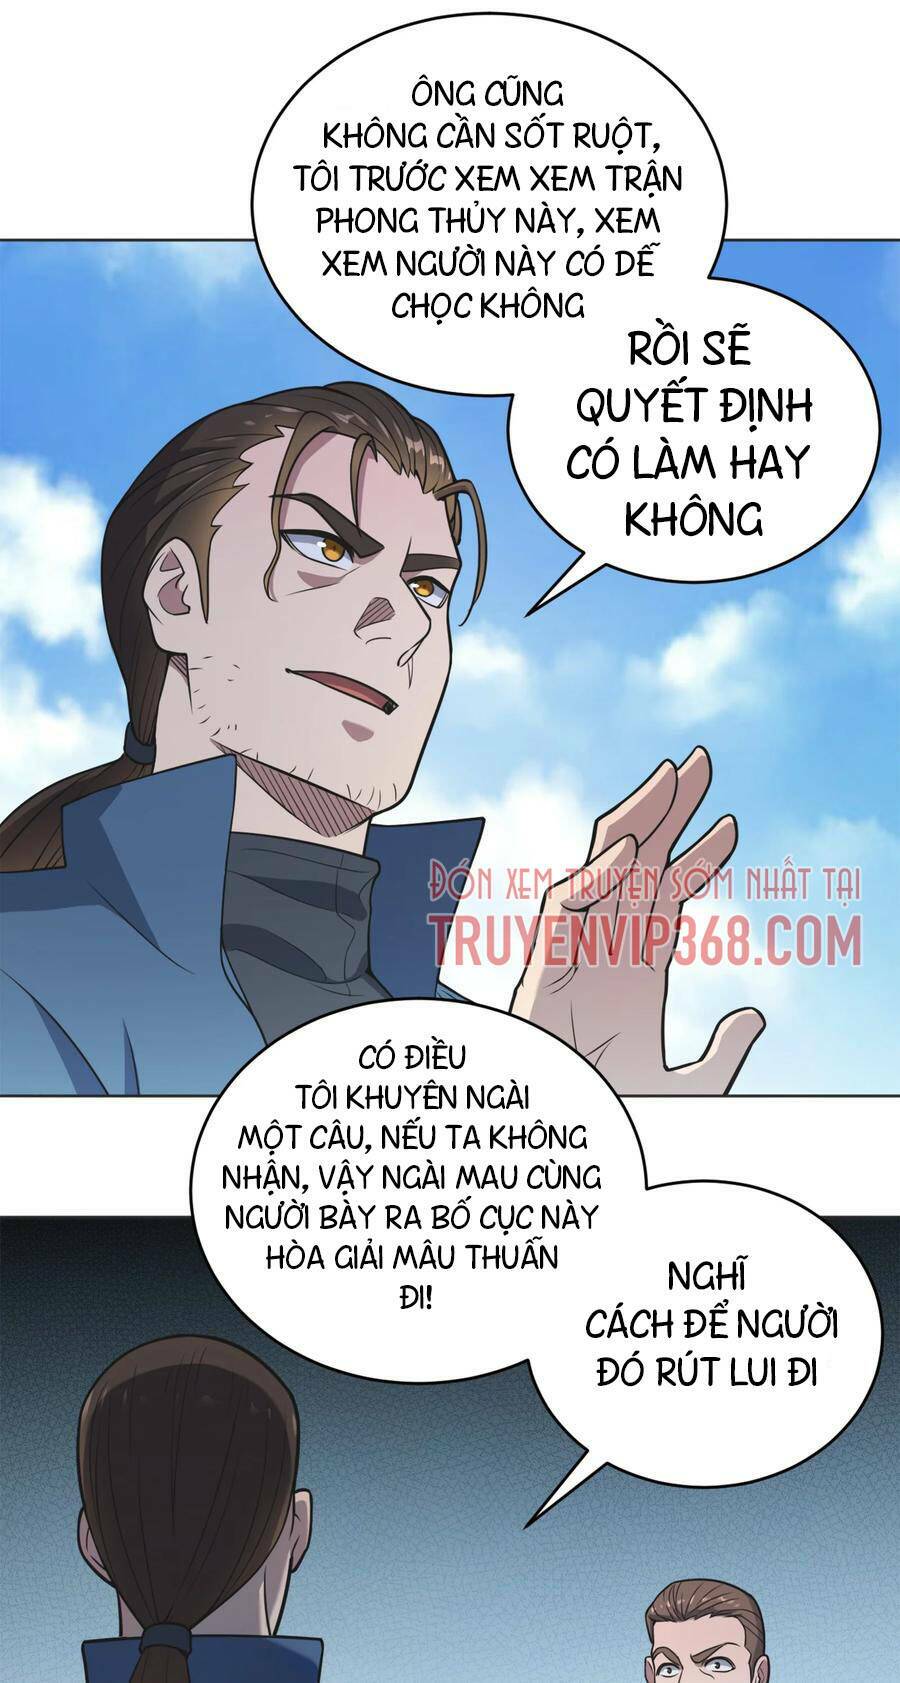 ÔNG CŨNG
KHÔNG CẦN SỐT RUỘT,
TÔI TRƯỚC XEM XEM TRẬN
PHONG THỦY NÀY, XEM
XEM NGƯỜI NÀY CÓ DỄ
CHỌC KHÔNG
RỒI SẼ
QUYẾT ĐỊNH
CÓ LÀM HAY
KHÔNG
ĐÓN XEM TRUYỆN SỚM NHẤT TẠI
TRUYENVIP368.COM
CÓ ĐIỀU
TÔI KHUYÊN NGÀI
MỘT CÂU, NẾU TA KHÔNG
NHẬN, VẬY NGÀI MAU CÙNG
NGƯỜI BÀY RA BỐ CỤC NÀY
HÒA GIẢI MÂU THUẪN
ĐI!
NGHĨ
CÁCH ĐỂ NGƯỜI
ĐÓ RÚT LUI ĐI